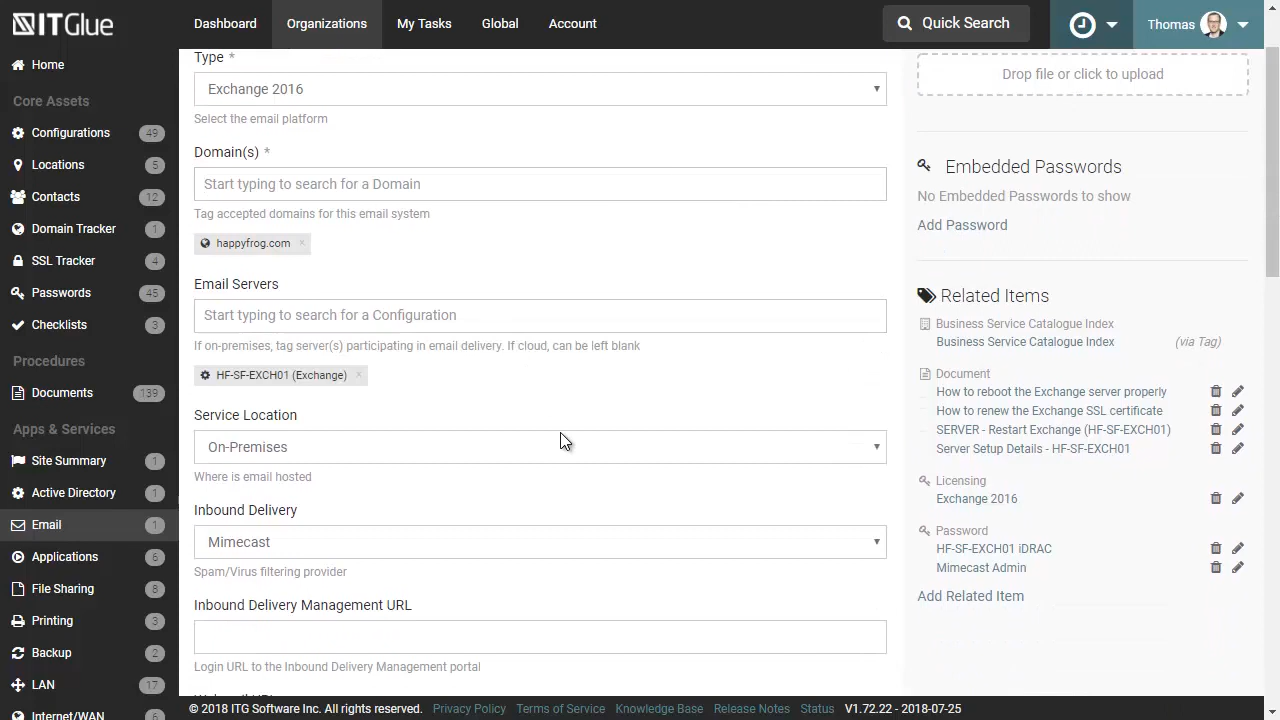 ITGlue
Dashboard
Organizations
My Tasks
Global
Account
Quick Search
Thomas
Home
Core Assets
Configurations 49
Locations 5
Contacts 12
Domain Tracker 1
SSL Tracker 4
Passwords 45
Checklists 3
Procedures
Documents 139
Apps & Services
Site Summary 1
Active Directory 1
Email 1
Applications 6
File Sharing 8
Printing 3
Backup 2
LAN 17
Internet/WAN 6
Type *
Exchange 2016
Select the email platform
Domain(s) *
Start typing to search for a Domain
Tag accepted domains for this email system
happyfrog.com ×
Email Servers
Start typing to search for a Configuration
If on-premises, tag server(s) participating in email delivery. If cloud, can be left blank
HF-SF-EXCH01 (Exchange) ×
Service Location
On-Premises
Where is email hosted
Inbound Delivery
Mimecast
Spam/Virus filtering provider
Inbound Delivery Management URL
Login URL to the Inbound Delivery Management portal
Drop file or click to upload
Embedded Passwords
No Embedded Passwords to show
Add Password
Related Items
Business Service Catalogue Index
Business Service Catalogue Index (via Tag)
Document
How to reboot the Exchange server properly
How to renew the Exchange SSL certificate
SERVER - Restart Exchange (HF-SF-EXCH01)
Server Setup Details - HF-SF-EXCH01
Licensing
Exchange 2016
Password
HF-SF-EXCH01 iDRAC
Mimecast Admin
Add Related Item
© 2018 ITG Software Inc. All rights reserved. Privacy Policy Terms of Service Knowledge Base Release Notes Status V1.72.22 - 2018-07-25